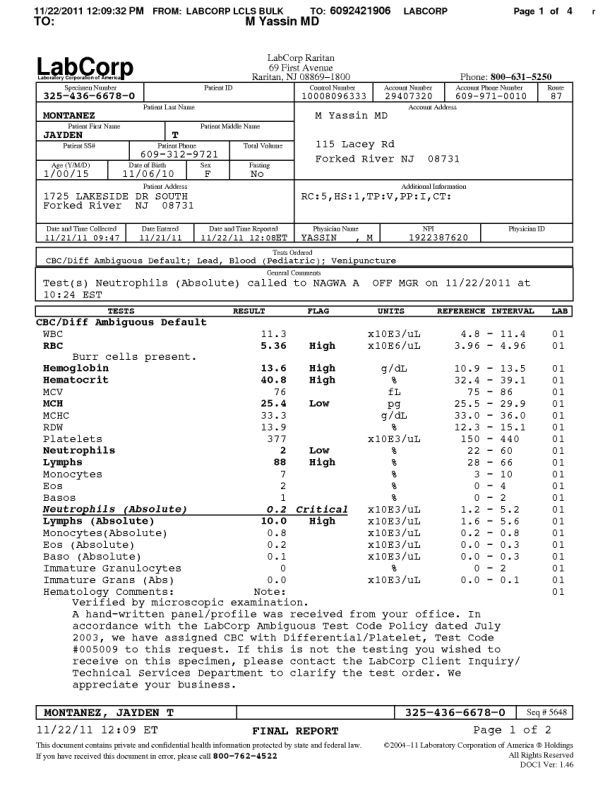 11/22/2011 12:09:32 PM FROM: LABCORP LCLS BULK TO: 6092421906 LABCORP Page 1 of 4
TO: M Yassin MD
LabCorp
Laboratory Corporation of America
LabCorp Raritan
69 First Avenue
Raritan, NJ 08869-1800
Phone: 800-631-5250
Specimen Number Patient ID Control Number Account Number Account Phone Number Route
325-436-6678-0 10008096333 29407320 609-971-0010 87
Patient Last Name Account Address
MONTANEZ
Patient First Name Patient Middle Name
JAYDEN T
Patient SS# Patient Phone Total Volume
609-312-9721
Age (Y/M/D) Date of Birth Sex Fasting
1/00/15 11/06/10 F No
M Yassin MD
115 Lacey Rd
Forked River NJ 08731
Patient Address Additional Information
1725 LAKESIDE DR SOUTH RC:5,HS:1,TP:V,PP:I,CT:
Forked River NJ 08731
Date and Time Collected Date Entered Date and Time Reported Physician Name NPI Physician ID
11/21/11 09:47 11/21/11 11/22/11 12:08ET YASSIN , M 1922387620
Tests Ordered
CBC/Diff Ambiguous Default; Lead, Blood (Pediatric); Venipuncture
General Comments
Test(s) Neutrophils (Absolute) called to NAGWA A OFF MGR on 11/22/2011 at
10:24 EST
TESTS RESULT FLAG UNITS REFERENCE INTERVAL LAB
CBC/Diff Ambiguous Default
WBC 11.3 x10E3/uL 4.8 - 11.4 01
RBC 5.36 High x10E6/uL 3.96 - 4.96 01
Burr cells present.
Hemoglobin 13.6 High g/dL 10.9 - 13.5 01
Hematocrit 40.8 High % 32.4 - 39.1 01
MCV 76 fL 75 - 86 01
MCH 25.4 Low pg 25.5 - 29.9 01
MCHC 33.3 g/dL 33.0 - 36.0 01
RDW 13.9 % 12.3 - 15.1 01
Platelets 377 x10E3/uL 150 - 440 01
Neutrophils 2 Low % 22 - 60 01
Lymphs 88 High % 28 - 66 01
Monocytes 7 % 3 - 10 01
Eos 2 % 0 - 4 01
Basos 1 % 0 - 2 01
Neutrophils (Absolute) 0.2 Critical x10E3/uL 1.2 - 5.2 01
Lymphs (Absolute) 10.0 High x10E3/uL 1.6 - 5.6 01
Monocytes(Absolute) 0.8 x10E3/uL 0.2 - 0.8 01
Eos (Absolute) 0.2 x10E3/uL 0.0 - 0.3 01
Baso (Absolute) 0.1 x10E3/uL 0.0 - 0.3 01
Immature Granulocytes 0 % 0 - 2 01
Immature Grans (Abs) 0.0 x10E3/uL 0.0 - 0.1 01
Hematology Comments: Note: 01
Verified by microscopic examination.
A hand-written panel/profile was received from your office. In
accordance with the LabCorp Ambiguous Test Code Policy dated July
2003, we have assigned CBC with Differential/Platelet, Test Code
#005009 to this request. If this is not the testing you wished to
receive on this specimen, please contact the LabCorp Client Inquiry/
Technical Services Department to clarify the test order. We
appreciate your business.
MONTANEZ, JAYDEN T 325-436-6678-0 Seq # 5648
11/22/11 12:09 ET FINAL REPORT Page 1 of 2
This document contains private and confidential health information protected by state and federal law. ©2004-11 Laboratory Corporation of America ® Holdings
If you have received this document in error, please call 800-762-4522 All Rights Reserved
DOC1 Ver: 1.46